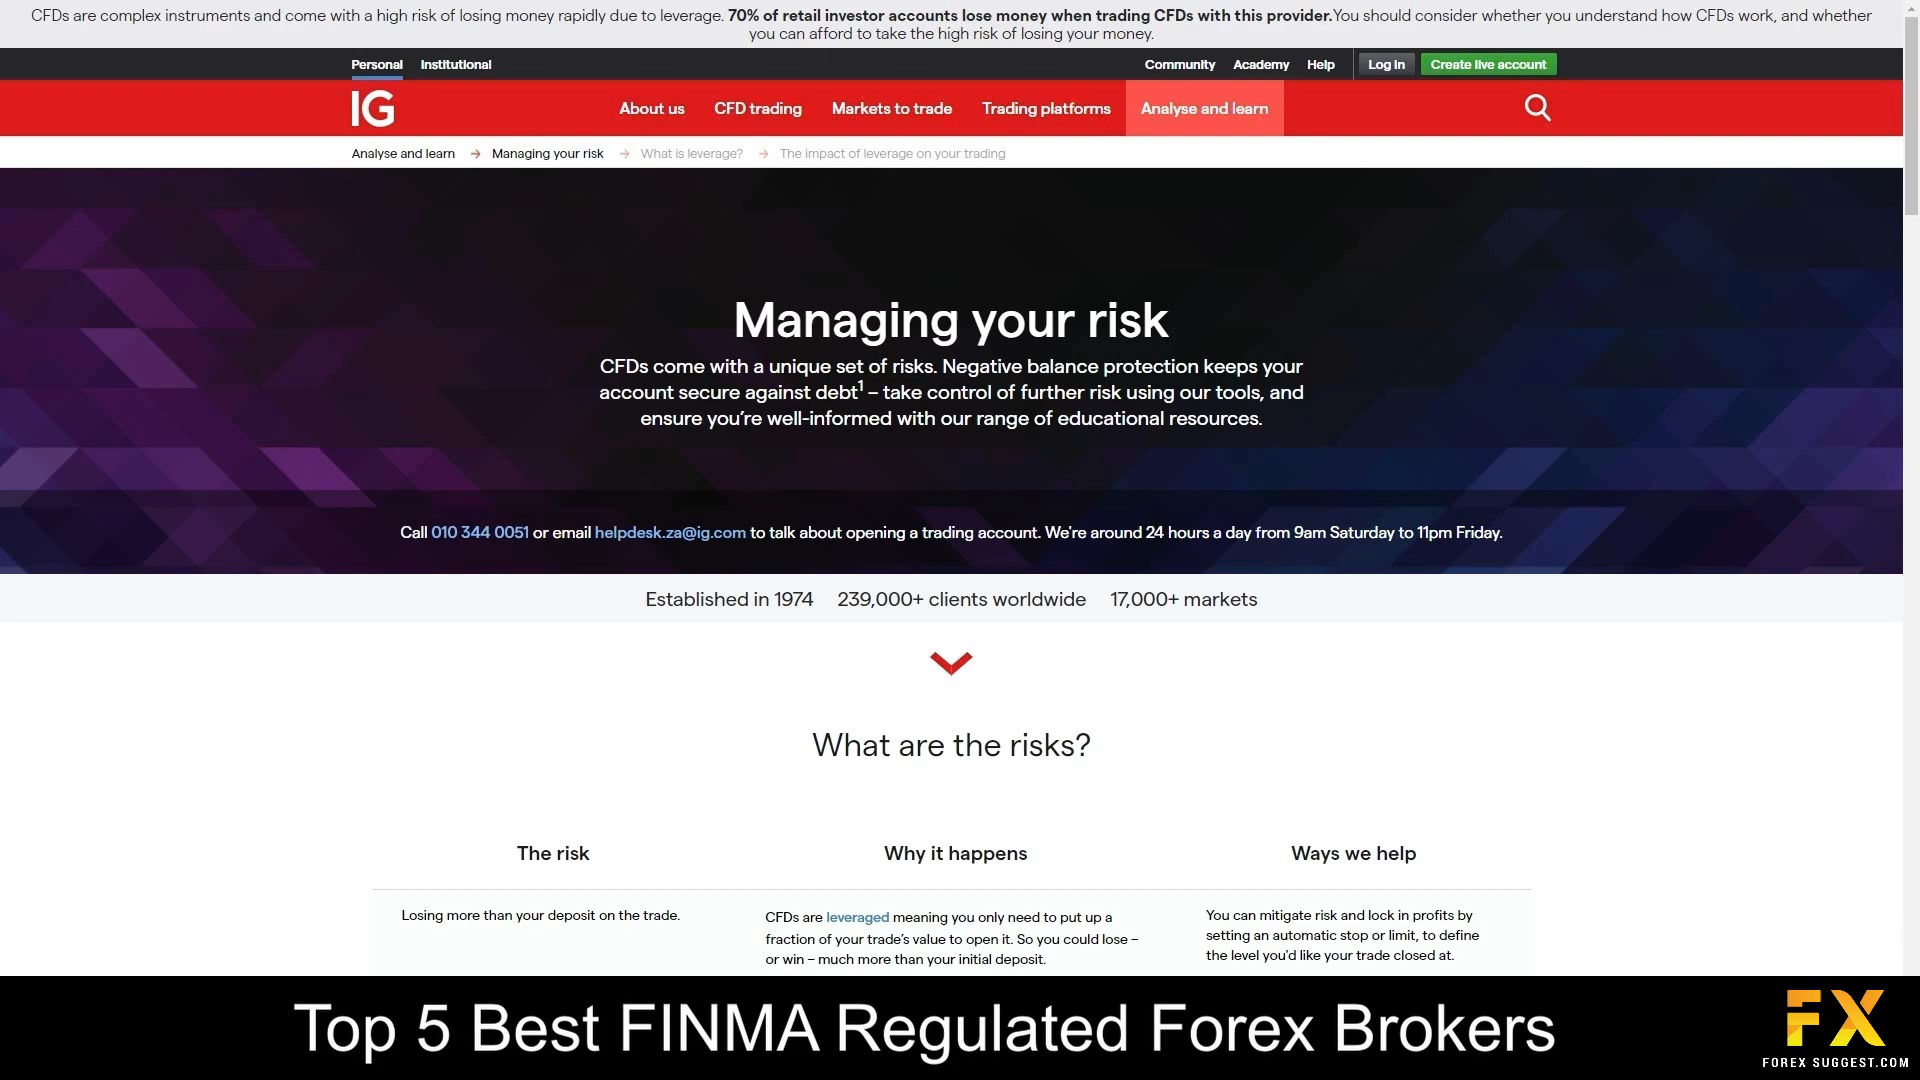 CFDs are complex instruments and come with a high risk of losing money rapidly due to leverage. 70% of retail investor accounts lose money when trading CFDs with this provider.You should consider whether you understand how CFDs work, and whether
you can afford to take the high risk of losing your money.
Personal Institutional Community Academy Help Log in Create live account
IG About us CFD trading Markets to trade Trading platforms Analyse and learn
Analyse and learn → Managing your risk → What is leverage? → The impact of leverage on your trading
Managing your risk
CFDs come with a unique set of risks. Negative balance protection keeps your
account secure against debt¹ – take control of further risk using our tools, and
ensure you’re well-informed with our range of educational resources.
Call 010 344 0051 or email helpdesk.za@ig.com to talk about opening a trading account. We're around 24 hours a day from 9am Saturday to 11pm Friday.
Established in 1974 239,000+ clients worldwide 17,000+ markets
What are the risks?
The risk Why it happens Ways we help
Losing more than your deposit on the trade.
CFDs are leveraged meaning you only need to put up a
fraction of your trade’s value to open it. So you could lose –
or win – much more than your initial deposit.
You can mitigate risk and lock in profits by
setting an automatic stop or limit, to define
the level you'd like your trade closed at.
Top 5 Best FINMA Regulated Forex Brokers
FX
FOREX SUGGEST.COM